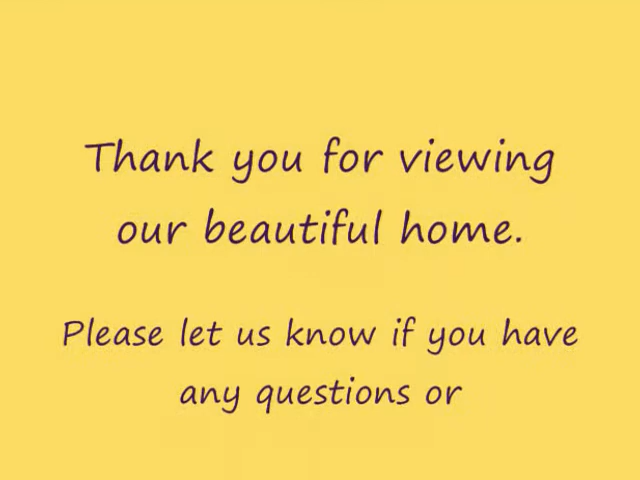 Thank you for viewing
our beautiful home.
Please let us know if you have
any questions or